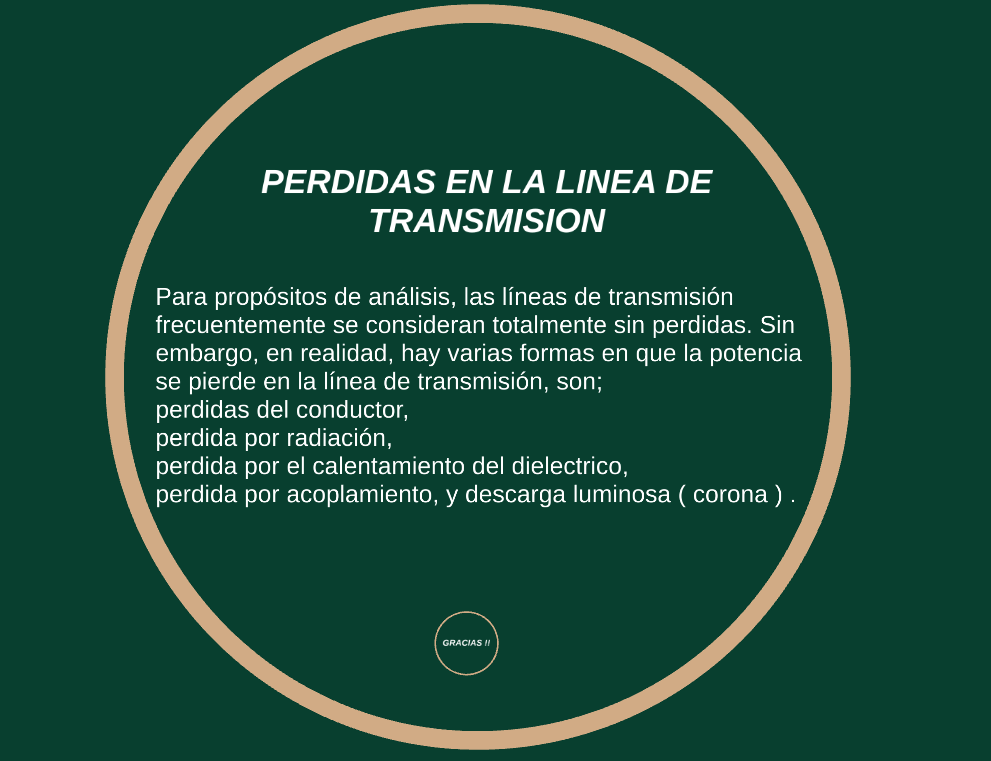 PERDIDAS EN LA LINEA DE
TRANSMISION
Para propósitos de análisis, las líneas de transmisión
frecuentemente se consideran totalmente sin perdidas. Sin
embargo, en realidad, hay varias formas en que la potencia
se pierde en la línea de transmisión, son;
perdidas del conductor,
perdida por radiación,
perdida por el calentamiento del dielectrico,
perdida por acoplamiento, y descarga luminosa ( corona ) .
GRACIAS !!